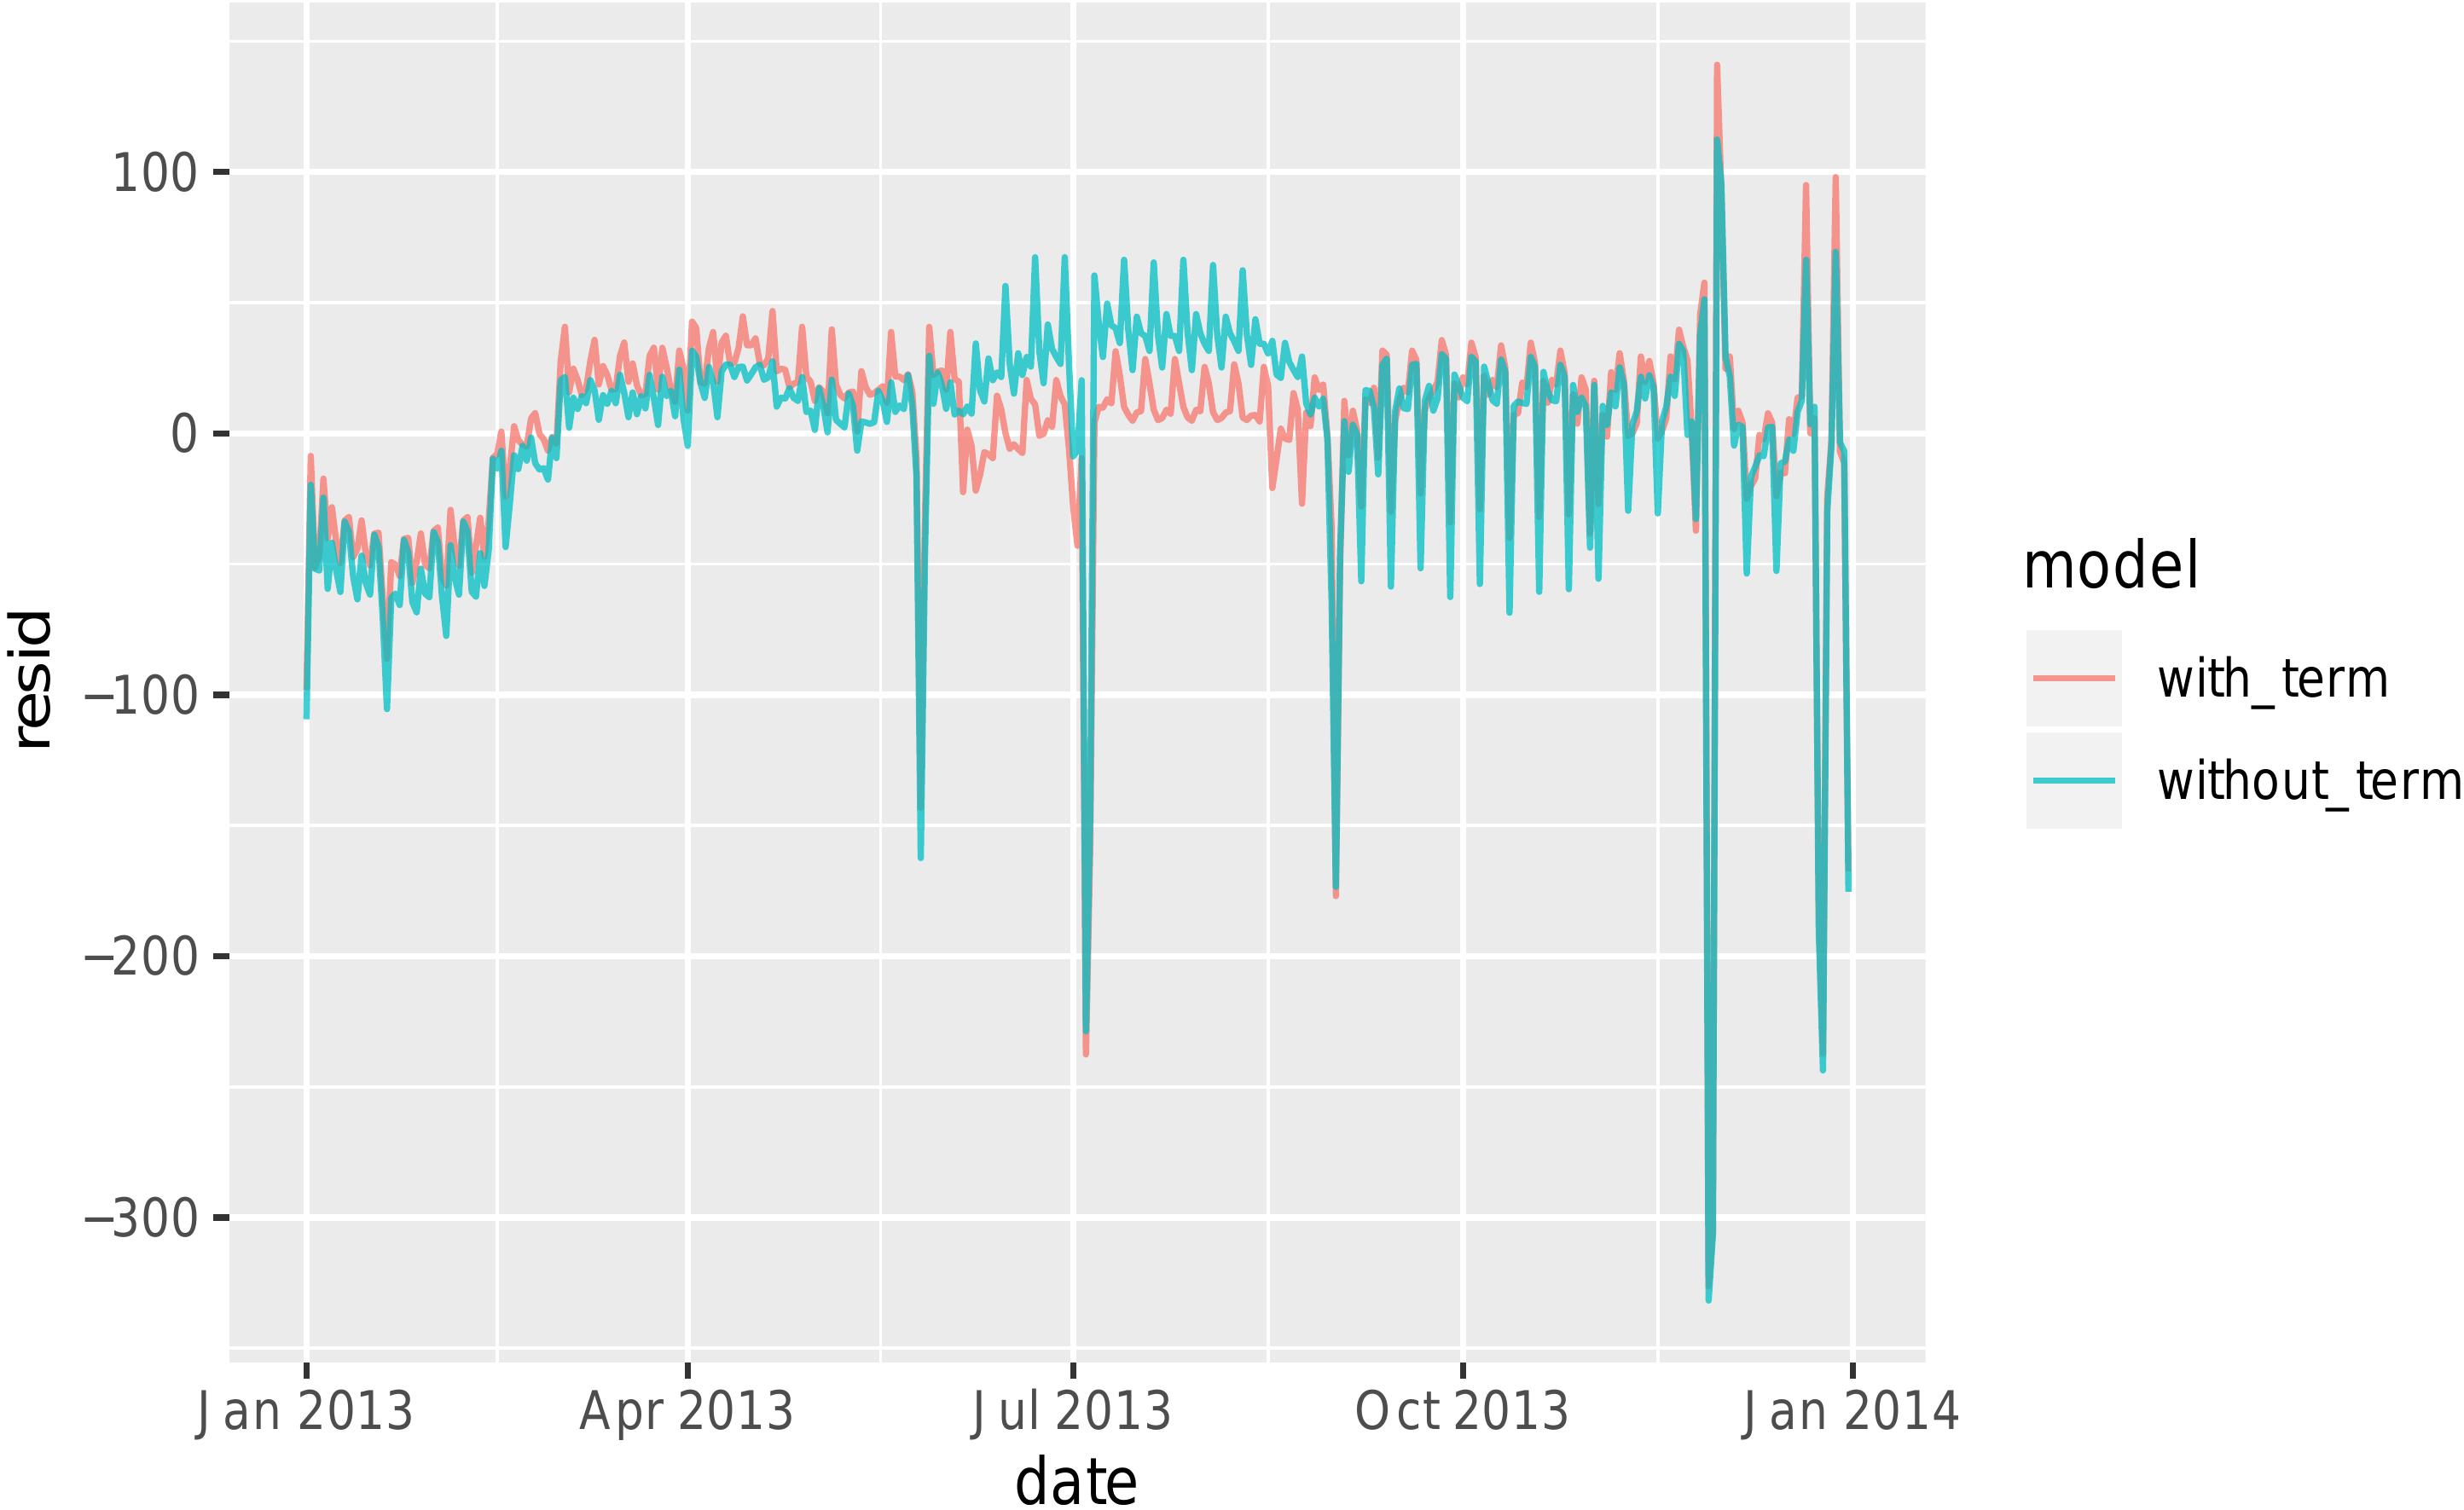 100
0
−100
−200
−300
resid
Jan 2013
Apr 2013
Jul 2013
Oct 2013
Jan 2014
date
model
with_term
without_term